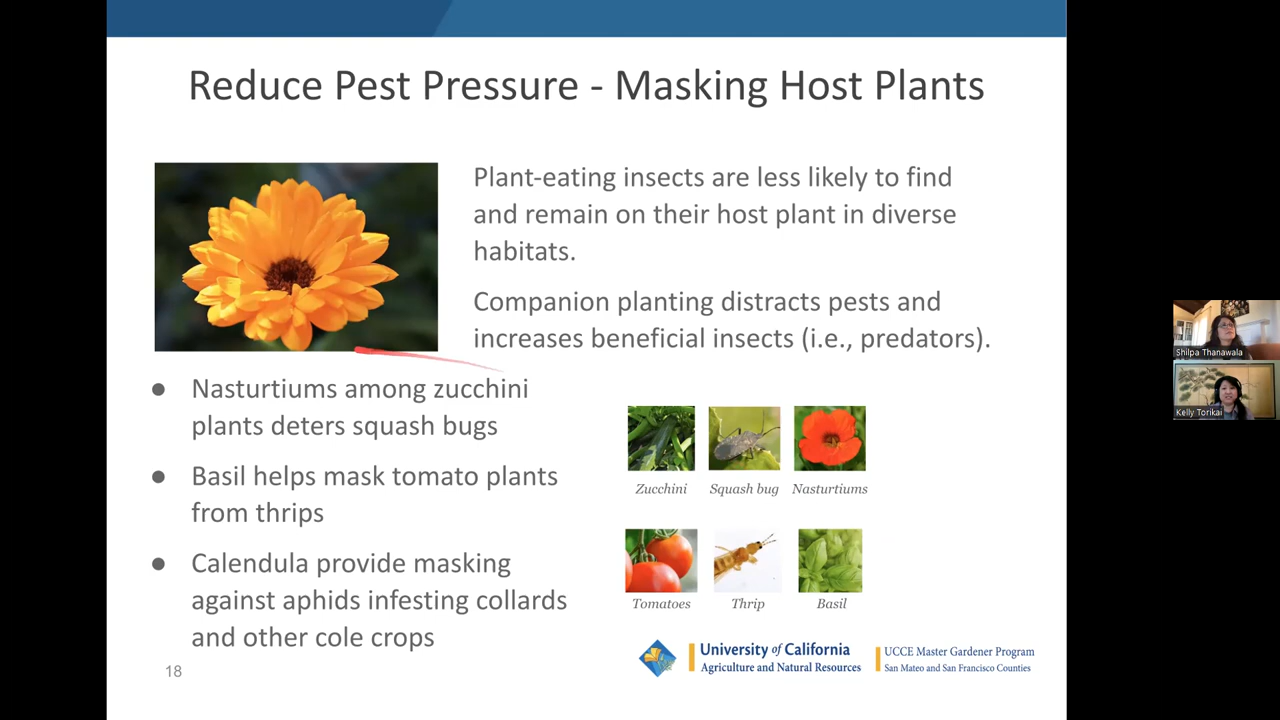 Reduce Pest Pressure - Masking Host Plants
Plant-eating insects are less likely to find
and remain on their host plant in diverse
habitats.
Companion planting distracts pests and
increases beneficial insects (i.e., predators).
● Nasturtiums among zucchini
plants deters squash bugs
● Basil helps mask tomato plants
from thrips
● Calendula provide masking
against aphids infesting collards
and other cole crops
Zucchini Squash bug Nasturtiums
Tomatoes Thrip Basil
18
University of California
Agriculture and Natural Resources
UCCE Master Gardener Program
San Mateo and San Francisco Counties
Shilpa Thanawala
Kelly Torikai